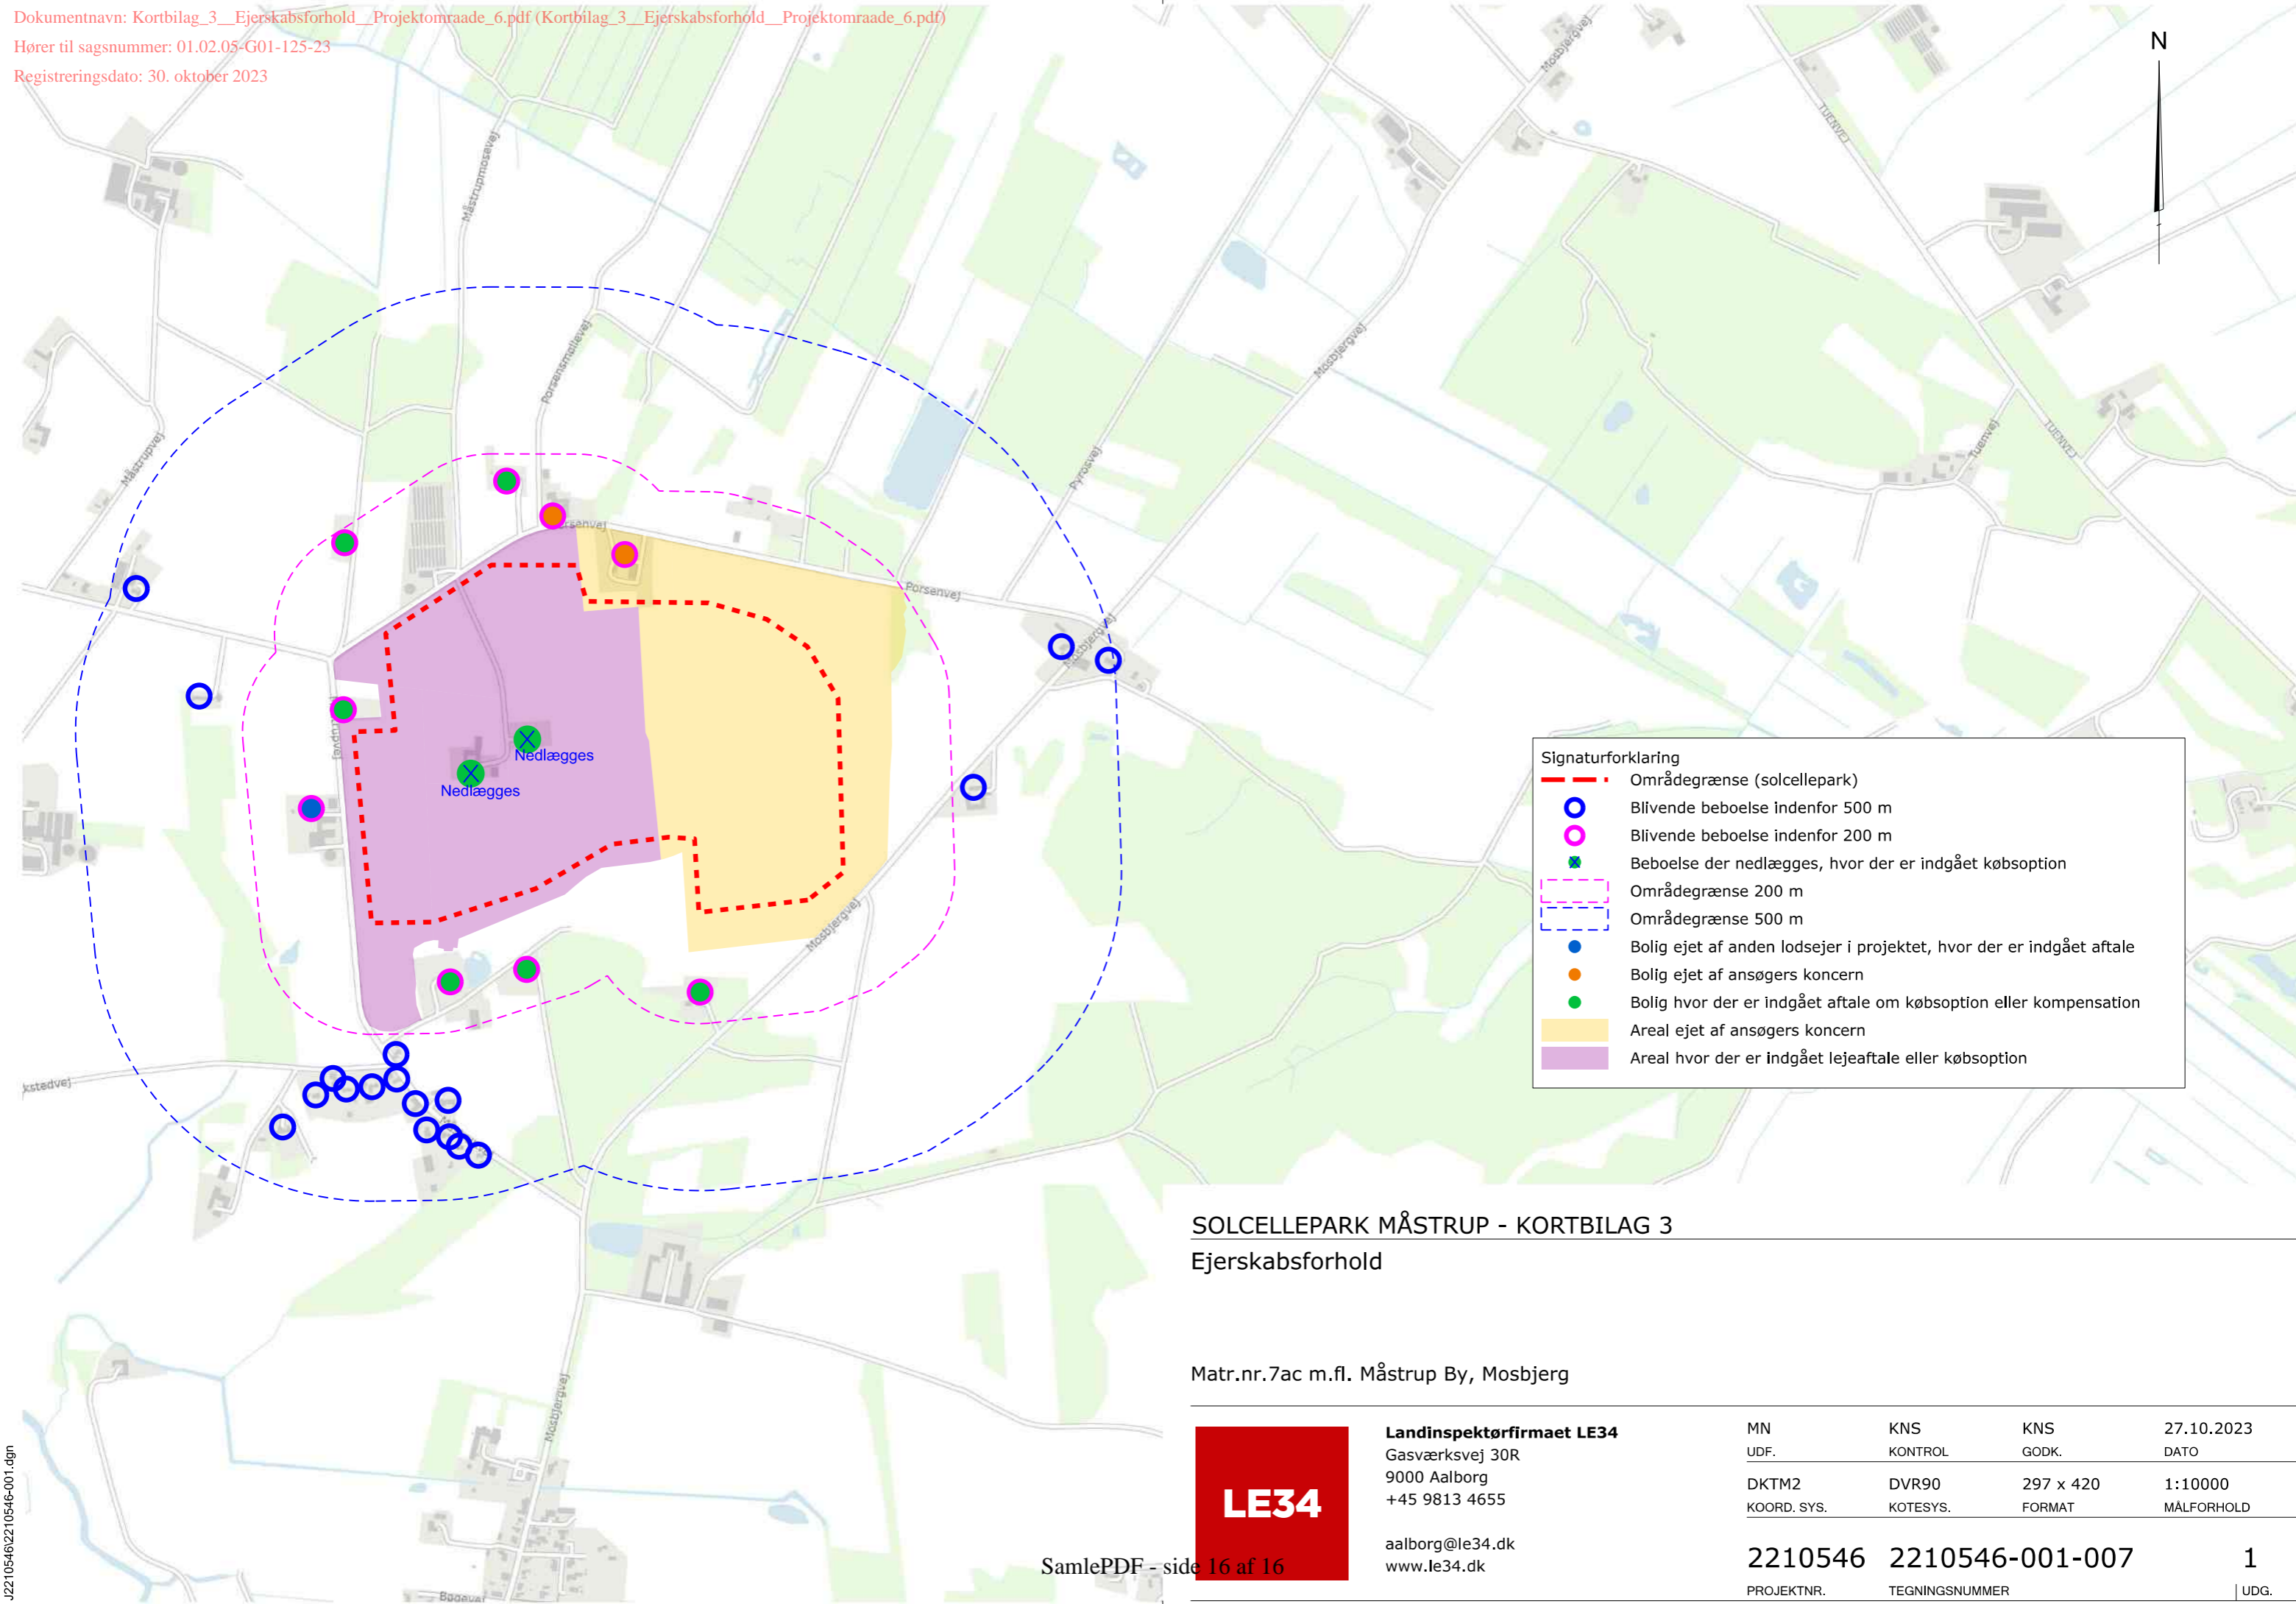 Dokumentnavn: Kortbilag_3__Ejerskabsforhold__Projektomraade_6.pdf (Kortbilag_3__Ejerskabsforhold__Projektomraade_6.pdf)
Hører til sagsnummer: 01.02.05-G01-125-23
Registreringsdato: 30. oktober 2023
N
Mosbjergvej
TUENVEJ
Måstrupmosevej
Porsensmøllevej
Mosbjergvej
Måstrupvej
Pyrosvej
Tuenvej
TUENVEJ
Porsenvej
Mosbjergvej
Nedlægges
Nedlægges
Mosbjergvej
kstedvej
Mosbjergvej
Signaturforklaring
Områdegrænse (solcellepark)
Blivende beboelse indenfor 500 m
Blivende beboelse indenfor 200 m
Beboelse der nedlægges, hvor der er indgået købsoption
Områdegrænse 200 m
Områdegrænse 500 m
Bolig ejet af anden lodsejer i projektet, hvor der er indgået aftale
Bolig ejet af ansøgers koncern
Bolig hvor der er indgået aftale om købsoption eller kompensation
Areal ejet af ansøgers koncern
Areal hvor der er indgået lejeaftale eller købsoption
SOLCELLEPARK MÅSTRUP - KORTBILAG 3
Ejerskabsforhold
Matr.nr.7ac m.fl. Måstrup By, Mosbjerg
LE34
Landinspektørfirmaet LE34
Gasværksvej 30R
9000 Aalborg
+45 9813 4655
aalborg@le34.dk
www.le34.dk
MN KNS KNS 27.10.2023
UDF. KONTROL GODK. DATO
DKTM2 DVR90 297 x 420 1:10000
KOORD. SYS. KOTESYS. FORMAT MÅLFORHOLD
2210546 2210546-001-007 1
PROJEKTNR. TEGNINGSNUMMER UDG.
SamlePDF - side 16 af 16
J2210546\2210546-001.dgn